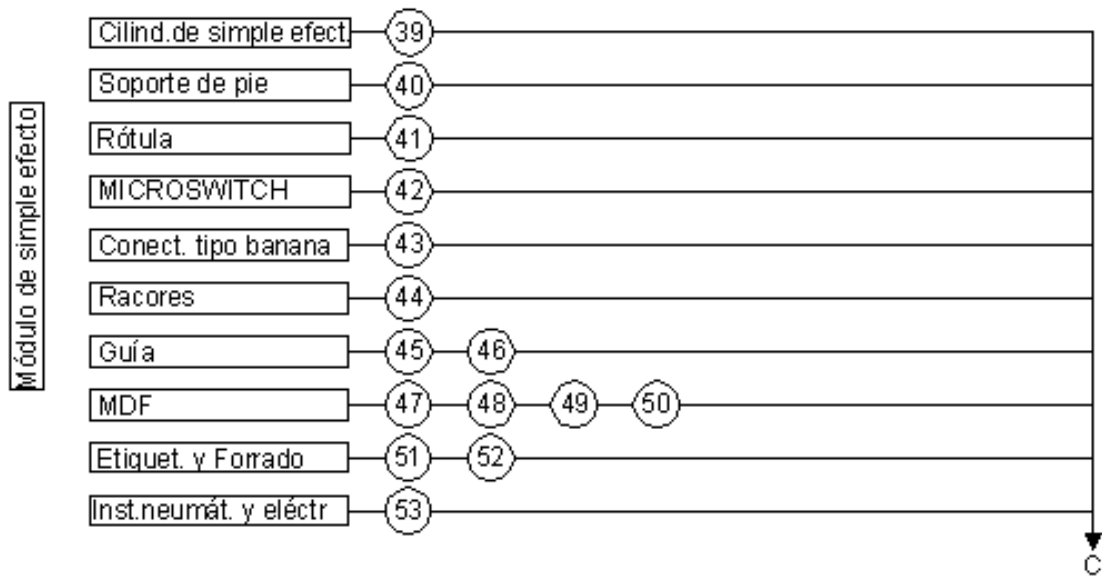 Módulo de simple efecto
Cilind.de simple efect. 39
Soporte de pie 40
Rótula 41
MICROSWITCH 42
Conect. tipo banana 43
Racores 44
Guía 45 46
MDF 47 48 49 50
Etiquet. y Forrado 51 52
Inst.neumát. y eléctr 53
C